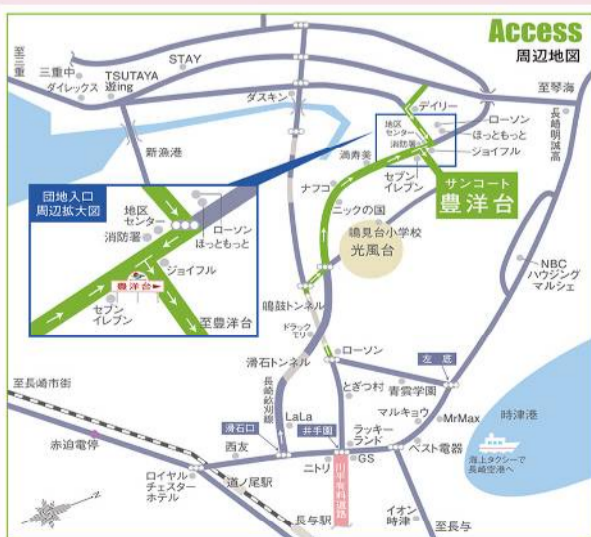 Access
周辺地図
至三重
三重中
ダイレックス
TSUTAYA
遊ing
STAY
ダスキン
新漁港
至琴海
長崎明誠高
デイリー
地区
センター
消防署
ローソン
ほっともっと
ジョイフル
満寿美
セブン
イレブン
ナフコ
ニックの国
鳴見台小学校
光風台
サンコート
豊洋台
団地入口
周辺拡大図
地区
センター
消防署
ローソン
ほっともっと
ジョイフル
豊洋台
セブン
イレブン
至豊洋台
NBC
ハウジング
マルシェ
鳴鼓トンネル
ドラッグ
モリ
滑石トンネル
ローソン
左底
とぎつ村
青雲学園
時津港
至長崎市街
長崎畝刈線
LaLa
マルキョウ
MrMax
赤迫電停
滑石口
井手園
ラッキー
ランド
ベスト電器
海上タクシーで
長崎空港へ
西友
ニトリ
GS
ロイヤル
チェスター
ホテル
道ノ尾駅
川平有料道路
長与駅
イオン
時津
至長与